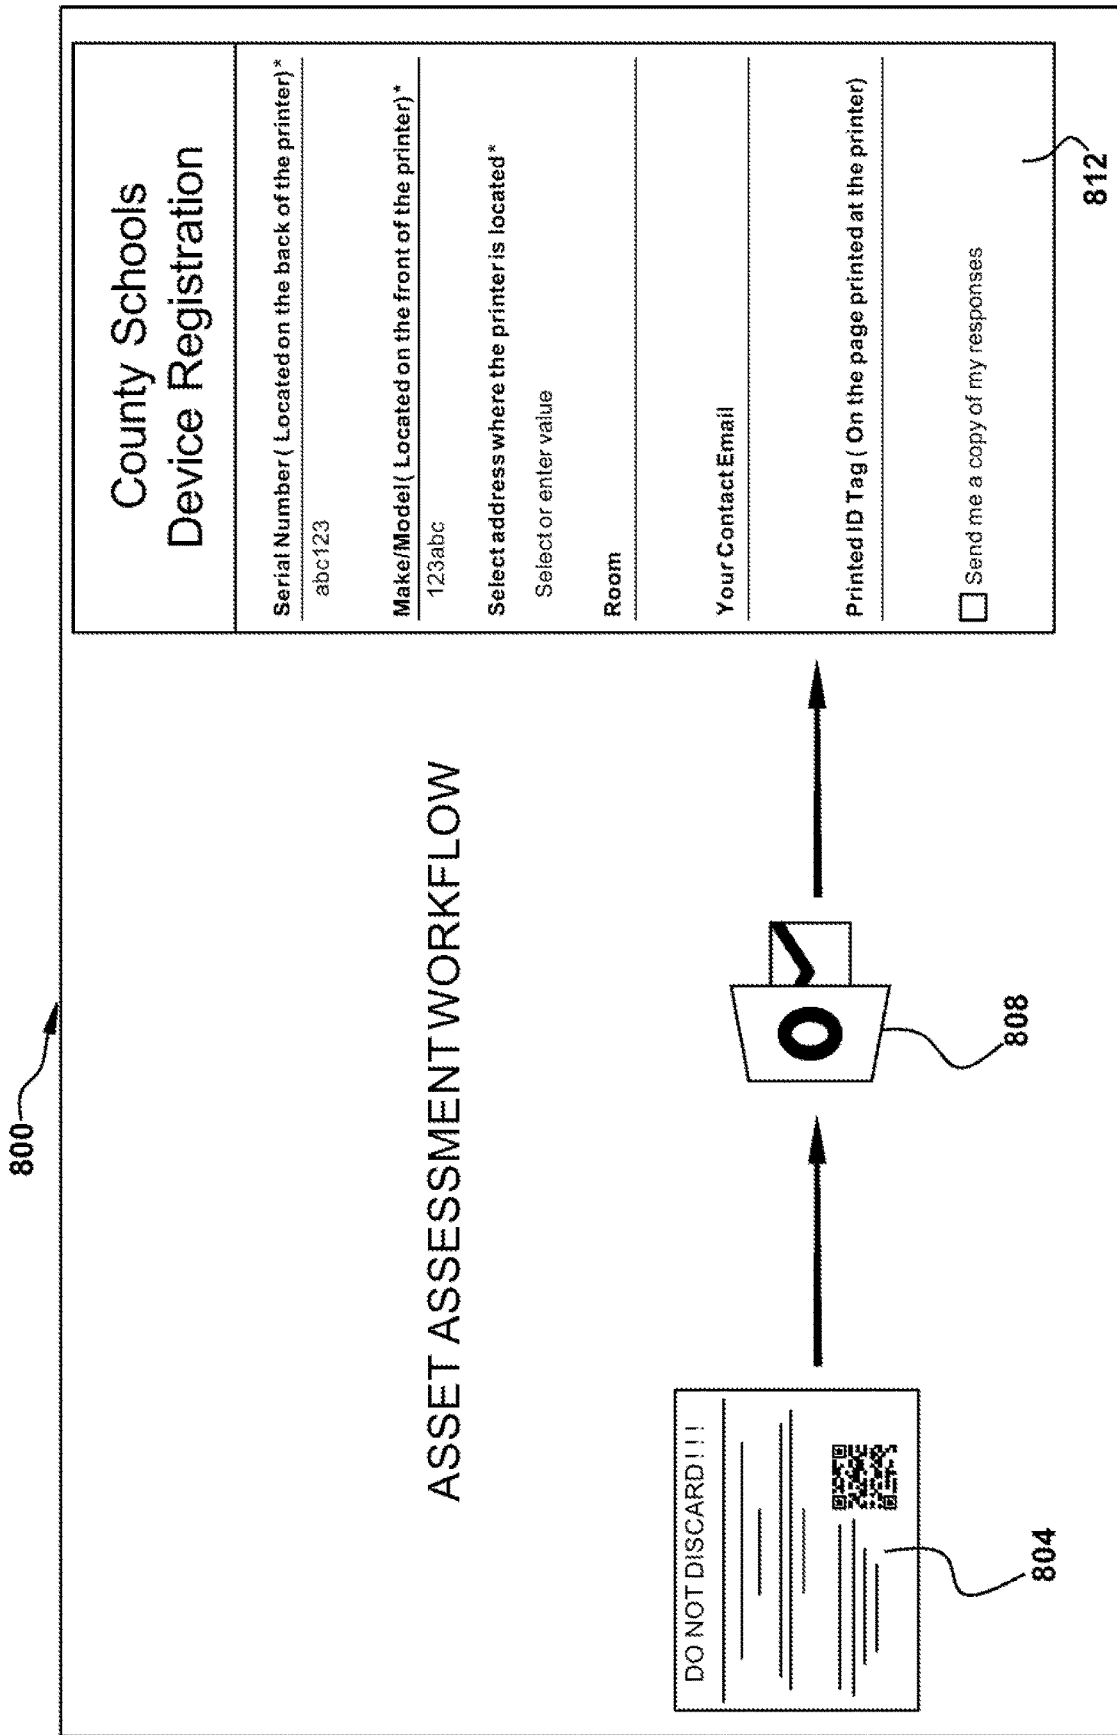 800
ASSET ASSESSMENT WORKFLOW
DO NOT DISCARD!!!
804
808
County Schools
Device Registration
Serial Number( Located on the back of the printer)*
abc123
Make/Model( Located on the front of the printer)*
123abc
Select address where the printer is located*
Select or enter value
Room
Your Contact Email
Printed ID Tag ( On the page printed at the printer)
Send me a copy of my responses
812